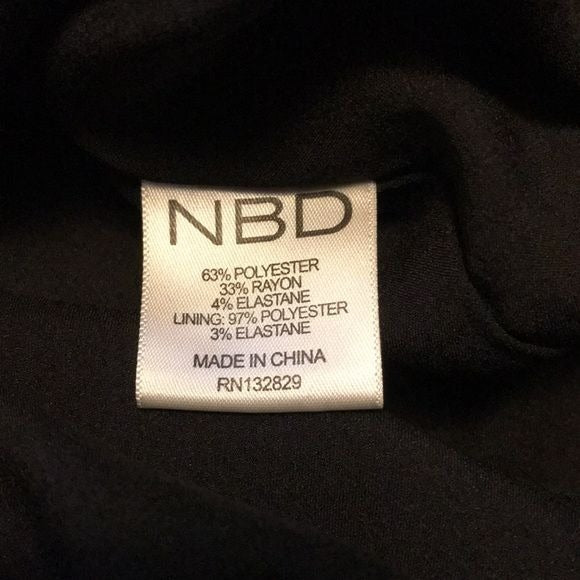 NBD
63% POLYESTER
33% RAYON
4% ELASTANE
LINING: 97% POLYESTER
3% ELASTANE
MADE IN CHINA
RN132829